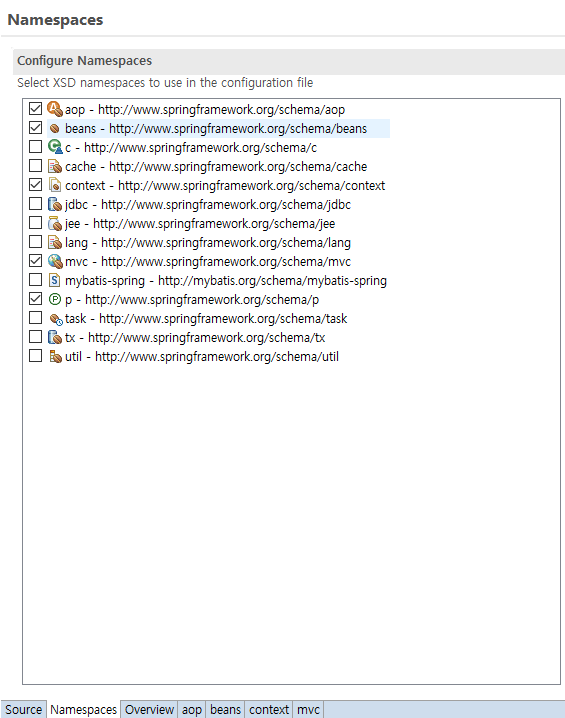 Namespaces
Configure Namespaces
Select XSD namespaces to use in the configuration file
aop - http://www.springframework.org/schema/aop
beans - http://www.springframework.org/schema/beans
c - http://www.springframework.org/schema/c
cache - http://www.springframework.org/schema/cache
context - http://www.springframework.org/schema/context
jdbc - http://www.springframework.org/schema/jdbc
jee - http://www.springframework.org/schema/jee
lang - http://www.springframework.org/schema/lang
mvc - http://www.springframework.org/schema/mvc
mybatis-spring - http://mybatis.org/schema/mybatis-spring
p - http://www.springframework.org/schema/p
task - http://www.springframework.org/schema/task
tx - http://www.springframework.org/schema/tx
util - http://www.springframework.org/schema/util
Source Namespaces Overview aop beans context mvc